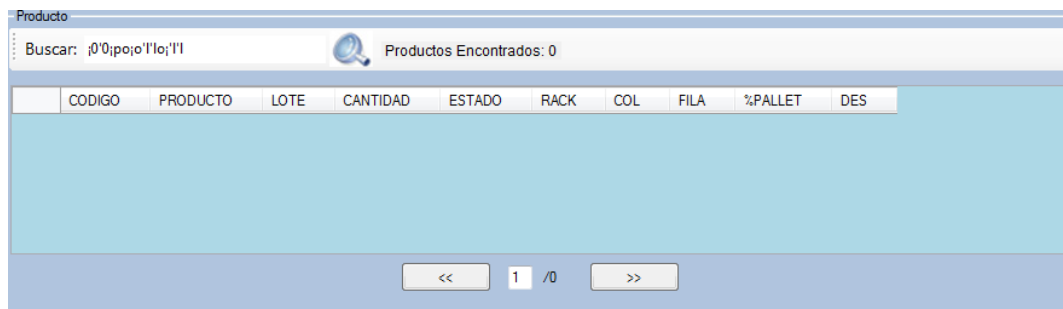 Producto
Buscar: ¡0'0¡po¡o'l'lo¡'l'l Productos Encontrados: 0
CODIGO PRODUCTO LOTE CANTIDAD ESTADO RACK COL FILA %PALLET DES
<< 1 /0 >>